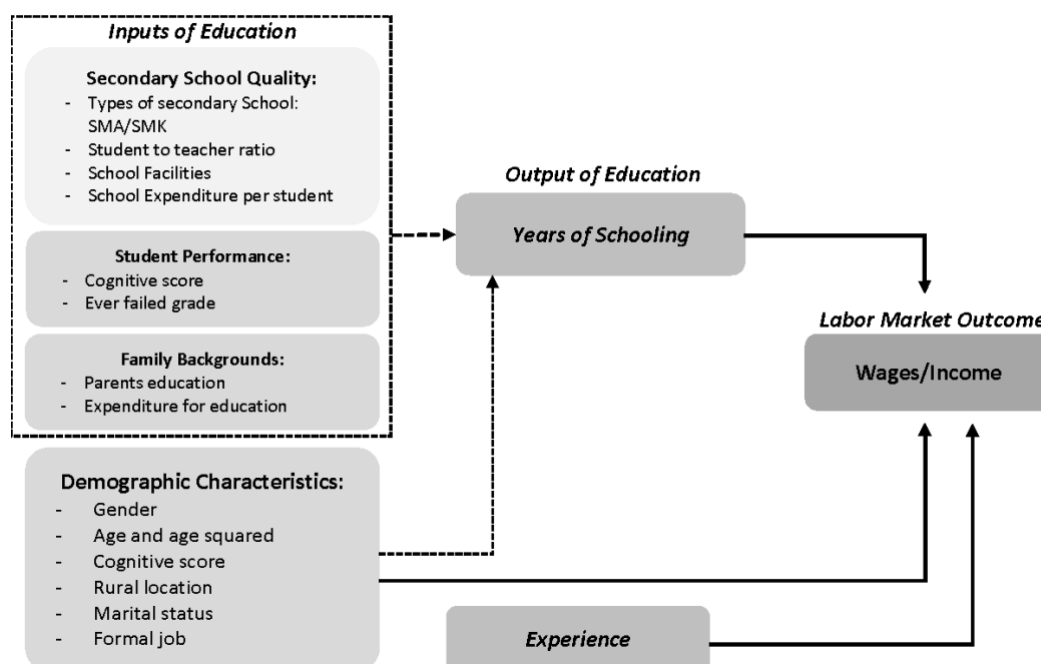 Inputs of Education
Secondary School Quality:
- Types of secondary School:
SMA/SMK
- Student to teacher ratio
- School Facilities
- School Expenditure per student
Student Performance:
- Cognitive score
- Ever failed grade
Family Backgrounds:
- Parents education
- Expenditure for education
Demographic Characteristics:
- Gender
- Age and age squared
- Cognitive score
- Rural location
- Marital status
- Formal job
Output of Education
Years of Schooling
Experience
Labor Market Outcome
Wages/Income